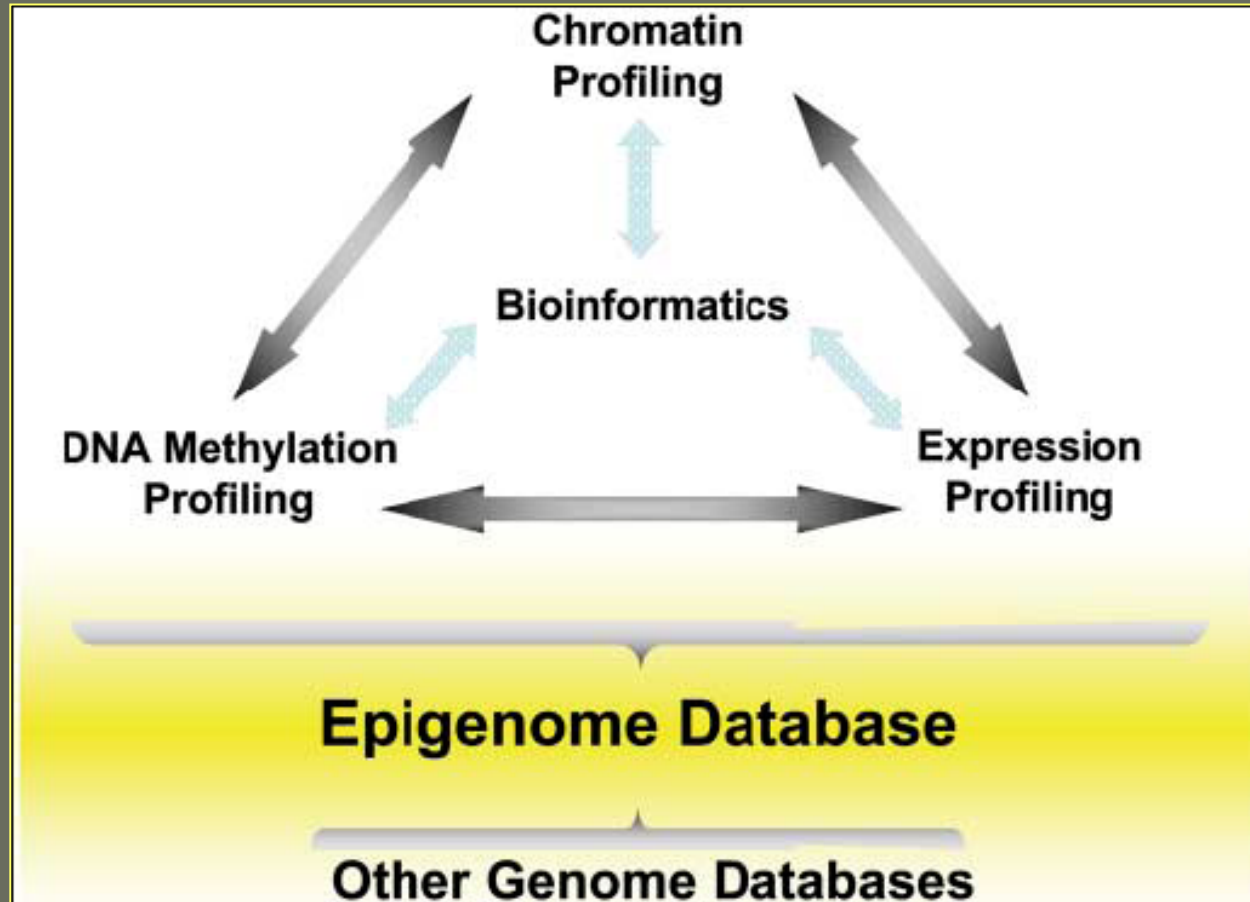 Chromatin
Profiling
Bioinformatics
DNA Methylation
Profiling
Expression
Profiling
Epigenome Database
Other Genome Databases